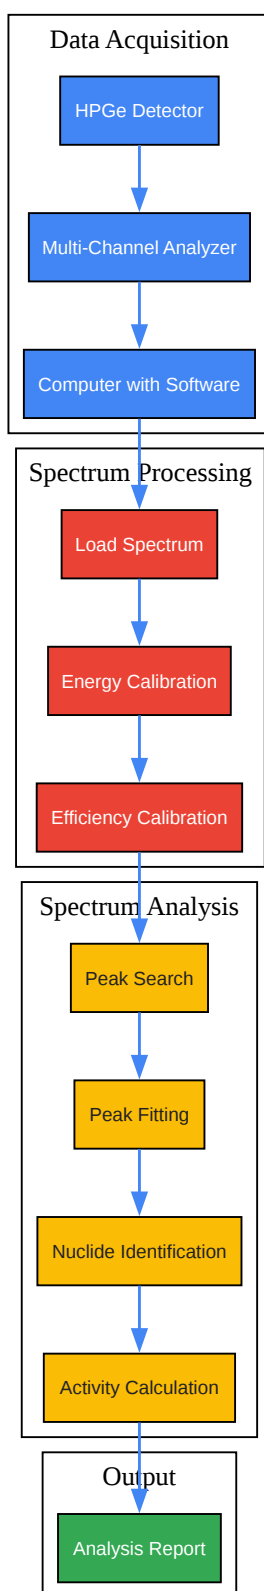 Data Acquisition
HPGe Detector
Multi-Channel Analyzer
Computer with Software
Spectrum Processing
Load Spectrum
Energy Calibration
Efficiency Calibration
Spectrum Analysis
Peak Search
Peak Fitting
Nuclide Identification
Activity Calculation
Output
Analysis Report